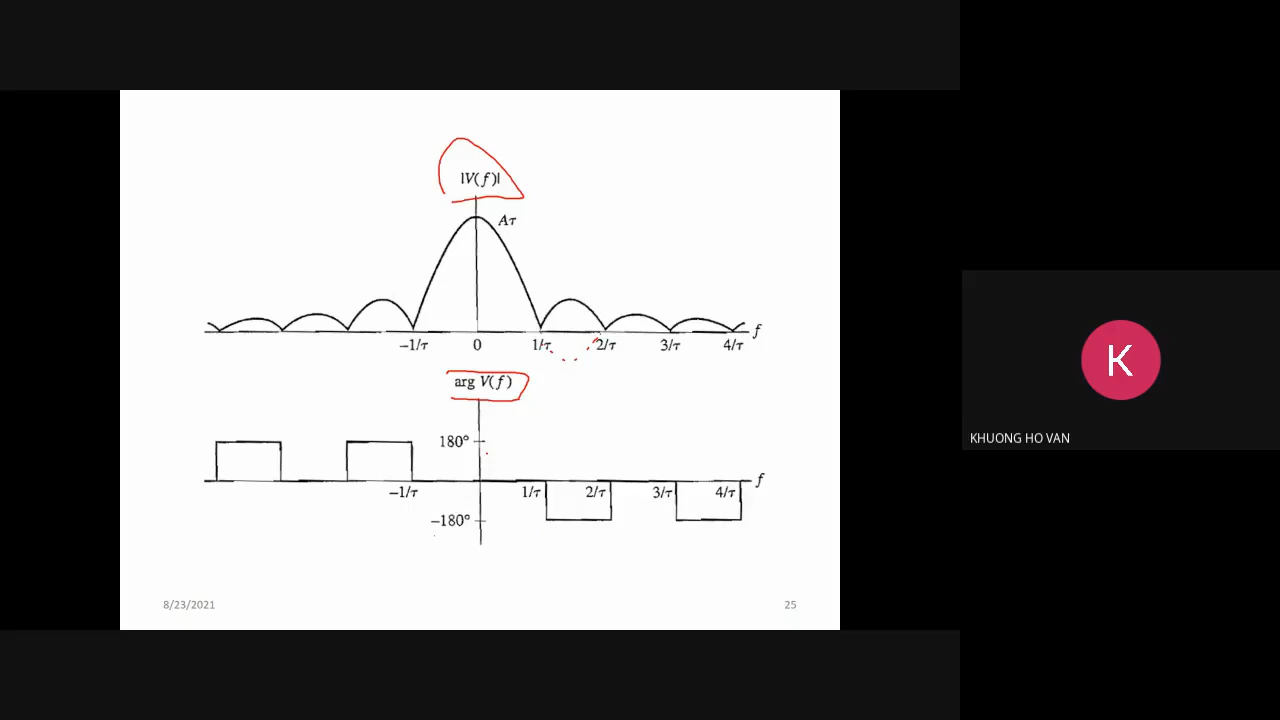 |V(f)|
Aτ
−1/τ 0 1/τ 2/τ 3/τ 4/τ f
arg V(f)
180°
−1/τ 1/τ 2/τ 3/τ 4/τ f
−180°
8/23/2021 25
K
KHUONG HO VAN